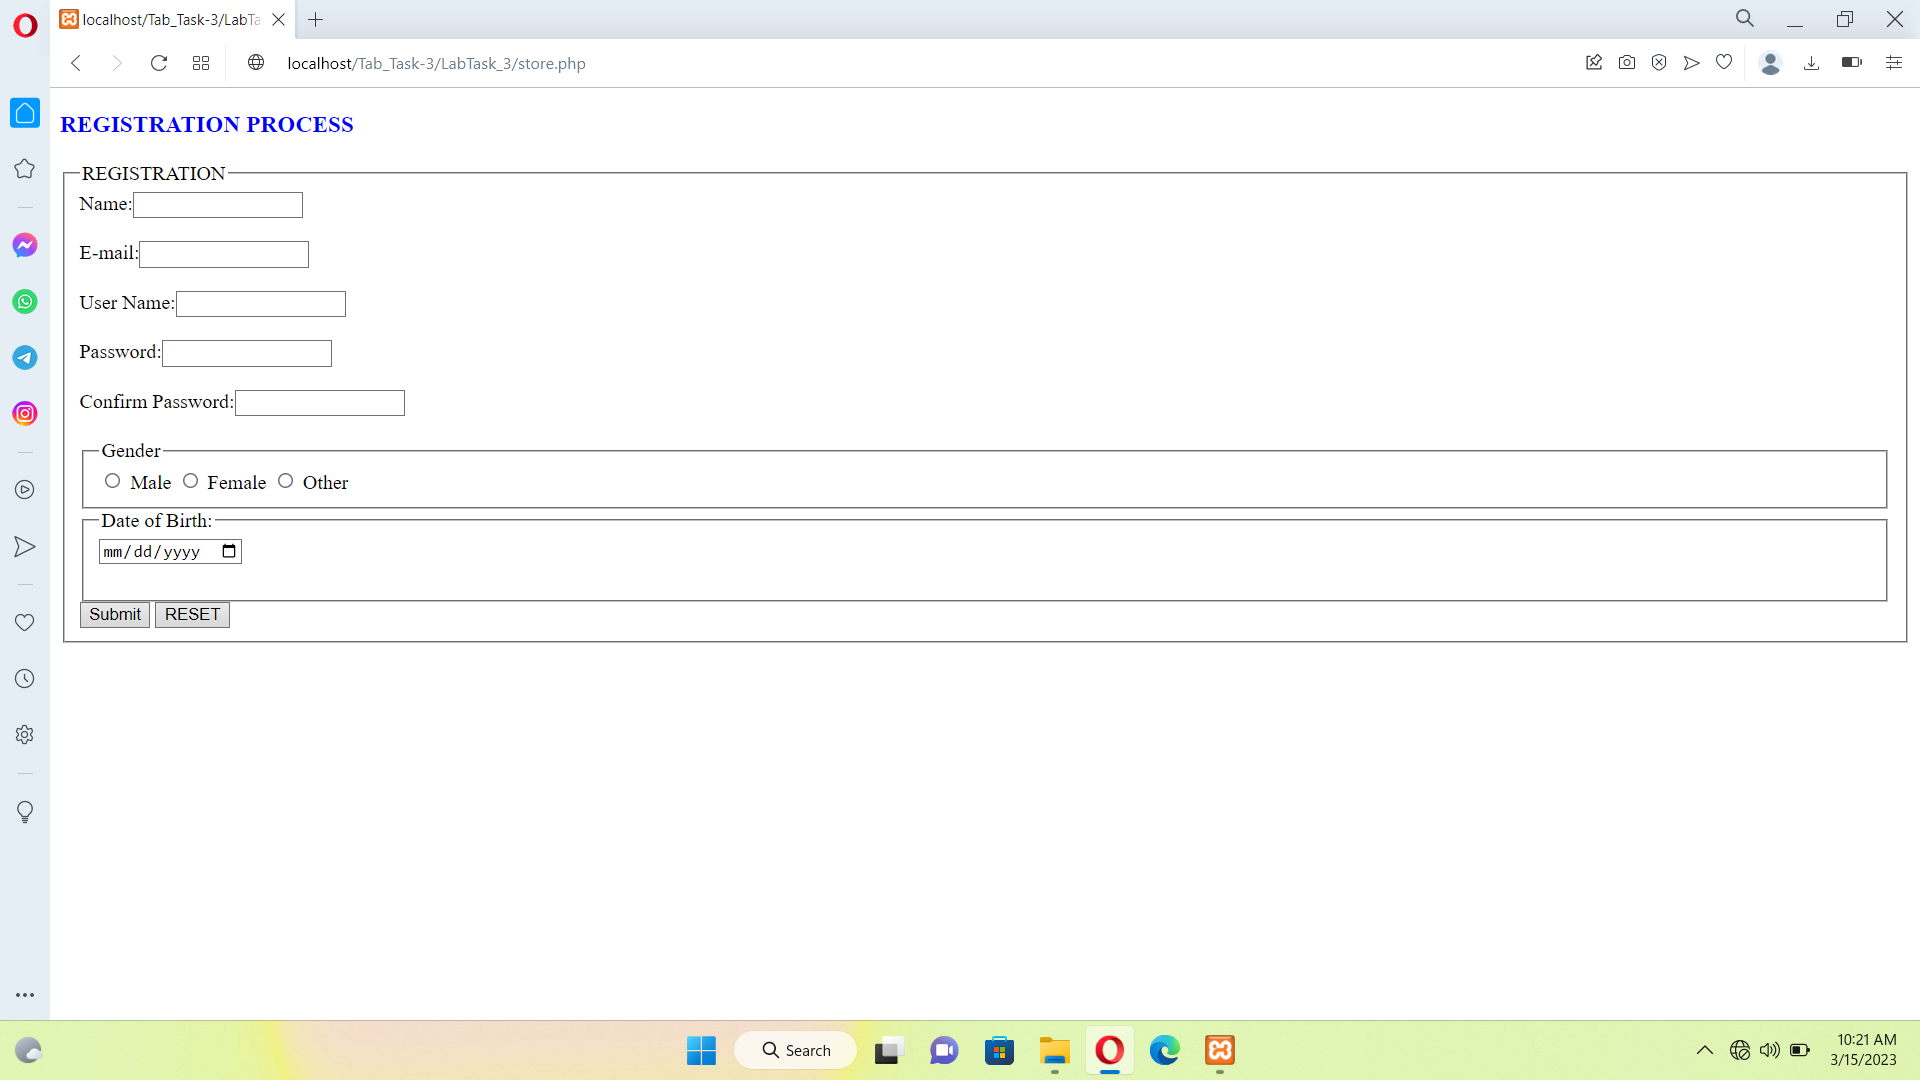 localhost/Tab_Task-3/LabTa
localhost/Tab_Task-3/LabTask_3/store.php
REGISTRATION PROCESS
REGISTRATION
Name:
E-mail:
User Name:
Password:
Confirm Password:
Gender
Male Female Other
Date of Birth:
mm/dd/yyyy
Submit RESET
Search
10:21 AM
3/15/2023